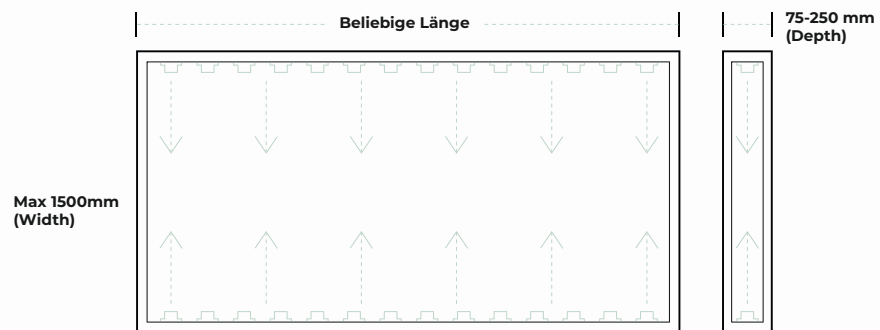 Beliebige Länge
75-250 mm
(Depth)
Max 1500mm
(Width)